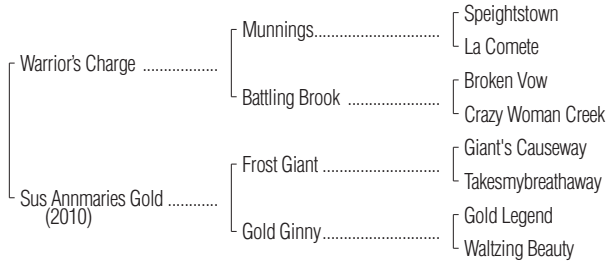 Speightstown
Munnings
La Comete
Warrior's Charge
Broken Vow
Battling Brook
Crazy Woman Creek
Giant's Causeway
Frost Giant
Takesmybreathaway
Sus Annmaries Gold
(2010)
Gold Legend
Gold Ginny
Waltzing Beauty